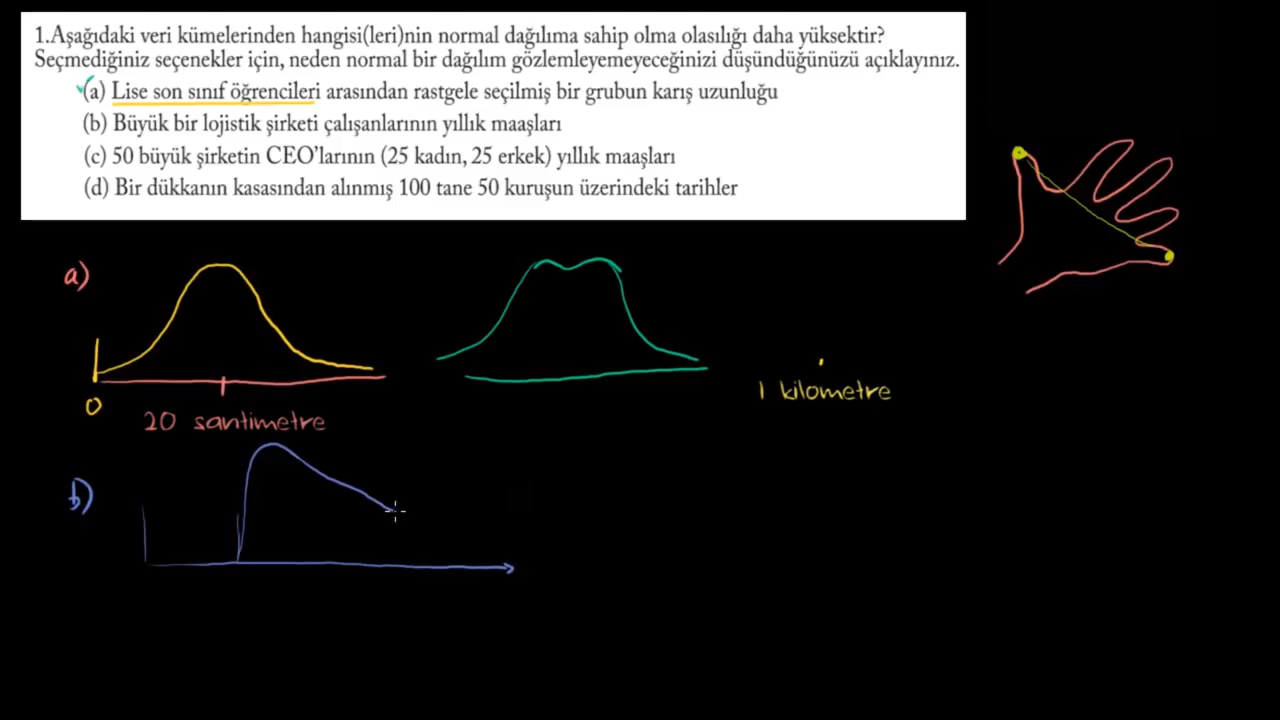 1.Aşağıdaki veri kümelerinden hangisi(leri)nin normal dağılıma sahip olma olasılığı daha yüksektir?
Seçmediğiniz seçenekler için, neden normal bir dağılım gözlemleyemeyeceğinizi düşündüğünüzü açıklayınız.
(a) Lise son sınıf öğrencileri arasından rastgele seçilmiş bir grubun karış uzunluğu
(b) Büyük bir lojistik şirketi çalışanlarının yıllık maaşları
(c) 50 büyük şirketin CEO'larının (25 kadın, 25 erkek) yıllık maaşları
(d) Bir dükkanın kasasından alınmış 100 tane 50 kuruşun üzerindeki tarihler
a)
0
20 santimetre
1 kilometre
b)